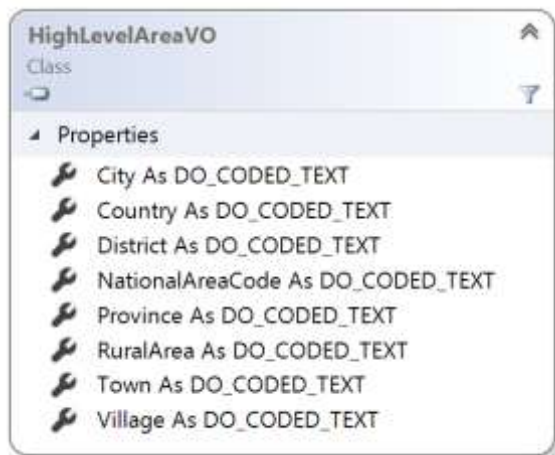 HighLevelAreaVO
Class
Properties
City As DO_CODED_TEXT
Country As DO_CODED_TEXT
District As DO_CODED_TEXT
NationalAreaCode As DO_CODED_TEXT
Province As DO_CODED_TEXT
RuralArea As DO_CODED_TEXT
Town As DO_CODED_TEXT
Village As DO_CODED_TEXT